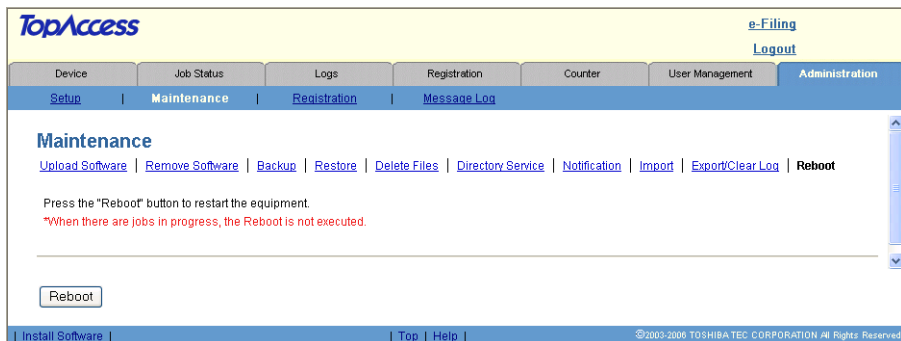 TopAccess
e-Filing
Logout
Device Job Status Logs Registration Counter User Management Administration
Setup | Maintenance | Registration | Message Log
Maintenance
Upload Software | Remove Software | Backup | Restore | Delete Files | Directory Service | Notification | Import | Export/Clear Log | Reboot
Press the "Reboot" button to restart the equipment.
*When there are jobs in progress, the Reboot is not executed.
Reboot
| Install Software | | Top | Help | ©2003-2006 TOSHIBA TEC CORPORATION All Rights Reserved